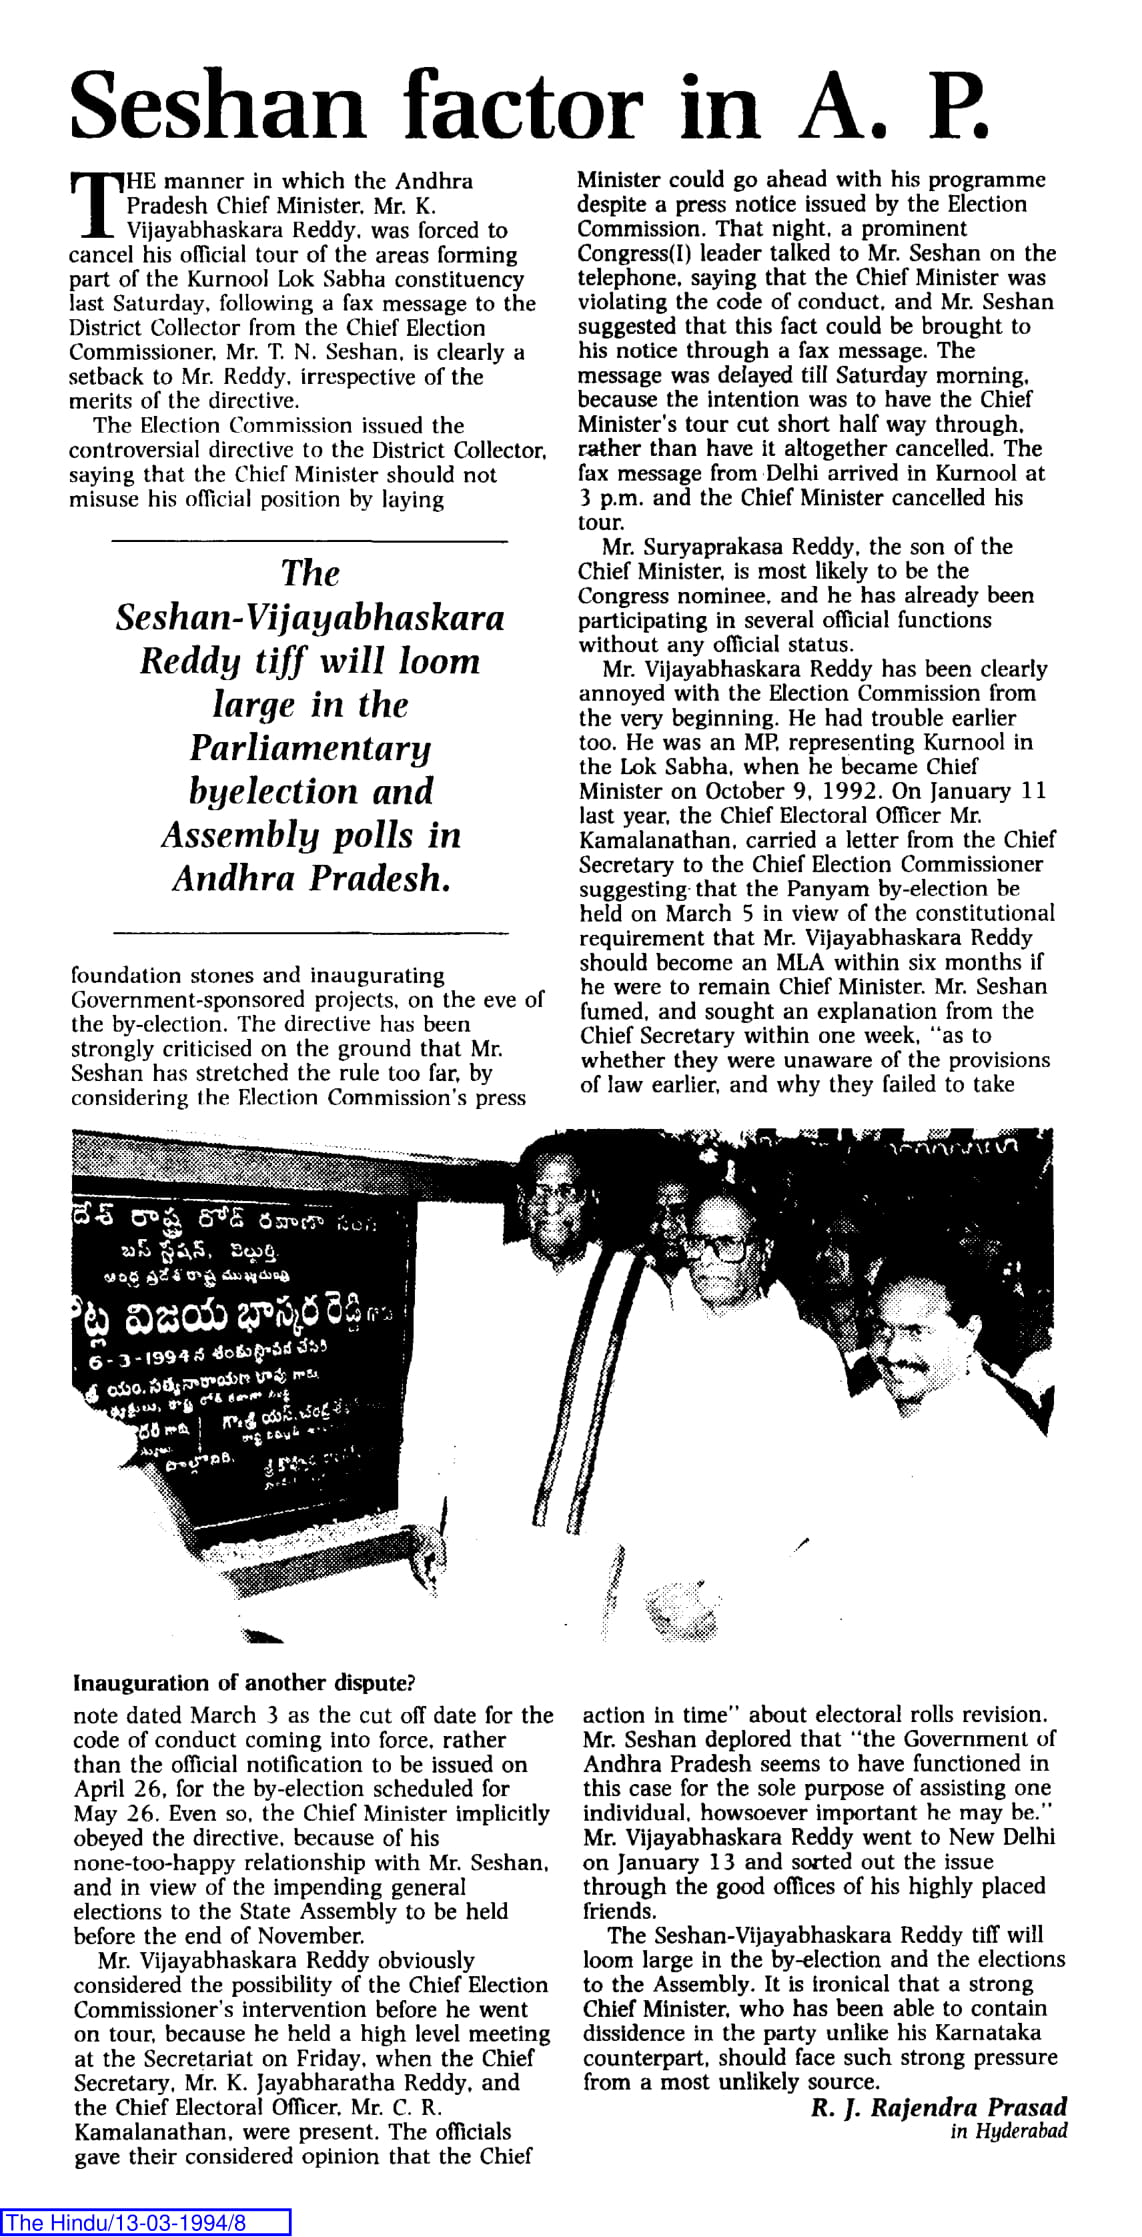 Seshan factor in A. P.
THE manner in which the Andhra
Pradesh Chief Minister, Mr. K.
Vijayabhaskara Reddy, was forced to
cancel his official tour of the areas forming
part of the Kurnool Lok Sabha constituency
last Saturday, following a fax message to the
District Collector from the Chief Election
Commissioner, Mr. T. N. Seshan, is clearly a
setback to Mr. Reddy, irrespective of the
merits of the directive.
The Election Commission issued the
controversial directive to the District Collector,
saying that the Chief Minister should not
misuse his official position by laying
The
Seshan-Vijayabhaskara
Reddy tiff will loom
large in the
Parliamentary
byelection and
Assembly polls in
Andhra Pradesh.
foundation stones and inaugurating
Government-sponsored projects, on the eve of
the by-election. The directive has been
strongly criticised on the ground that Mr.
Seshan has stretched the rule too far, by
considering the Election Commission's press
note dated March 3 as the cut off date for the
code of conduct coming into force, rather
than the official notification to be issued on
April 26, for the by-election scheduled for
May 26. Even so, the Chief Minister implicitly
obeyed the directive, because of his
none-too-happy relationship with Mr. Seshan,
and in view of the impending general
elections to the State Assembly to be held
before the end of November.
Mr. Vijayabhaskara Reddy obviously
considered the possibility of the Chief Election
Commissioner's intervention before he went
on tour, because he held a high level meeting
at the Secretariat on Friday, when the Chief
Secretary, Mr. K. Jayabharatha Reddy, and
the Chief Electoral Officer, Mr. C. R.
Kamalanathan, were present. The officials
gave their considered opinion that the Chief
Minister could go ahead with his programme
despite a press notice issued by the Election
Commission. That night, a prominent
Congress(I) leader talked to Mr. Seshan on the
telephone, saying that the Chief Minister was
violating the code of conduct, and Mr. Seshan
suggested that this fact could be brought to
his notice through a fax message. The
message was delayed till Saturday morning,
because the intention was to have the Chief
Minister's tour cut short half way through,
rather than have it altogether cancelled. The
fax message from Delhi arrived in Kurnool at
3 p.m. and the Chief Minister cancelled his
tour.
Mr. Suryaprakasa Reddy, the son of the
Chief Minister, is most likely to be the
Congress nominee, and he has already been
participating in several official functions
without any official status.
Mr. Vijayabhaskara Reddy has been clearly
annoyed with the Election Commission from
the very beginning. He had trouble earlier
too. He was an MP, representing Kurnool in
the Lok Sabha, when he became Chief
Minister on October 9, 1992. On January 11
last year, the Chief Electoral Officer Mr.
Kamalanathan, carried a letter from the Chief
Secretary to the Chief Election Commissioner
suggesting that the Panyam by-election be
held on March 5 in view of the constitutional
requirement that Mr. Vijayabhaskara Reddy
should become an MLA within six months if
he were to remain Chief Minister. Mr. Seshan
fumed, and sought an explanation from the
Chief Secretary within one week, "as to
whether they were unaware of the provisions
of law earlier, and why they failed to take
action in time" about electoral rolls revision.
Mr. Seshan deplored that "the Government of
Andhra Pradesh seems to have functioned in
this case for the sole purpose of assisting one
individual, howsoever important he may be."
Mr. Vijayabhaskara Reddy went to New Delhi
on January 13 and sorted out the issue
through the good offices of his highly placed
friends.
The Seshan-Vijayabhaskara Reddy tiff will
loom large in the by-election and the elections
to the Assembly. It is ironical that a strong
Chief Minister, who has been able to contain
dissidence in the party unlike his Karnataka
counterpart, should face such strong pressure
from a most unlikely source.
R. J. Rajendra Prasad
in Hyderabad
దేశ్ రాష్ట్ర రోడ్ రవాణా
బస్ స్టేషన్, వెల్దుర్తి
ఆంధ్ర ప్రదేశ్ రాష్ట్ర ముఖ్యమంత్రి
ట్ల విజయ భాస్కర రెడ్డి గారు
6-3-1994న శంకుస్థాపన చేసిరి
శ్రీ యం. సత్యనారాయణ రావు గారు
Inauguration of another dispute?
The Hindu/13-03-1994/8